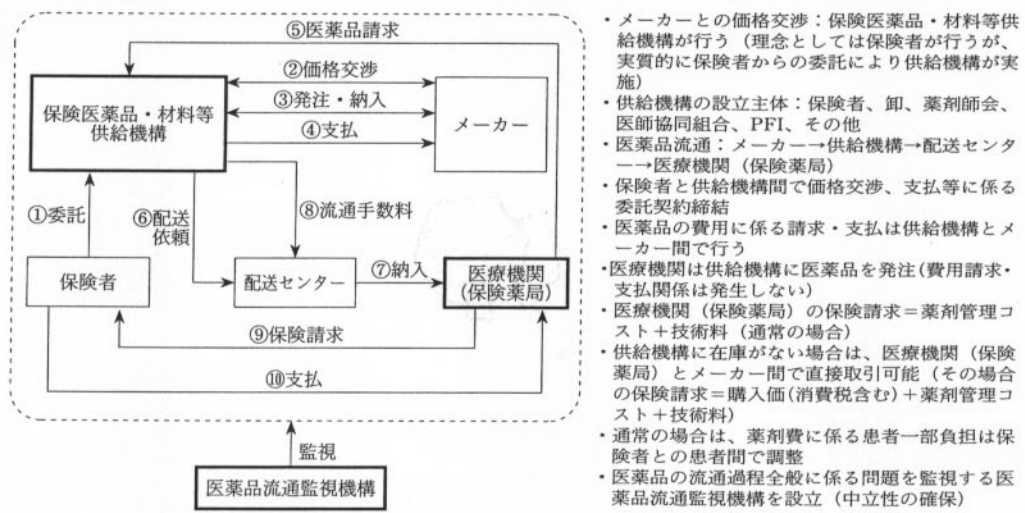 ⑤医薬品請求
②価格交渉
③発注・納入
④支払
保険医薬品・材料等
供給機構
メーカー
①委託
⑥配送
依頼
⑧流通手数料
保険者
配送センター
⑦納入
医療機関
(保険薬局)
⑨保険請求
⑩支払
監視
医薬品流通監視機構
・メーカーとの価格交渉：保険医薬品・材料等供
給機構が行う（理念としては保険者が行うが、
実質的に保険者からの委託により供給機構が実
施)
・供給機構の設立主体：保険者、卸、薬剤師会、
医師協同組合、PFI、その他
・医薬品流通：メーカー→供給機構→配送センタ
ー→医療機関（保険薬局）
・保険者と供給機構間で価格交渉、支払等に係る
委託契約締結
・医薬品の費用に係る請求・支払は供給機構とメ
ーカー間で行う
・医療機関は供給機構に医薬品を発注(費用請求・
支払関係は発生しない)
・医療機関（保険薬局）の保険請求＝薬剤管理コ
スト＋技術料（通常の場合）
・供給機構に在庫がない場合は、医療機関（保険
薬局）とメーカー間で直接取引可能（その場合
の保険請求＝購入価(消費税含む)＋薬剤管理コ
スト＋技術料）
・通常の場合は、薬剤費に係る患者一部負担は保
険者との患者間で調整
・医薬品の流通過程全般に係る問題を監視する医
薬品流通監視機構を設立（中立性の確保）